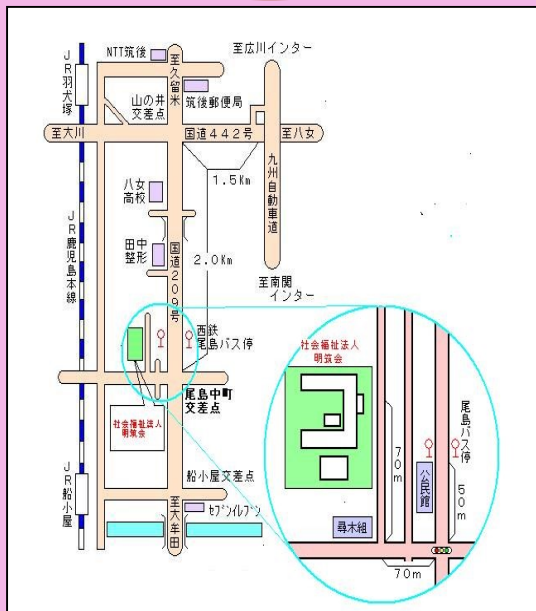 至広川インター
NTT筑後
至久留米
JR羽犬塚
山の井
交差点
筑後郵便局
至大川
国道442号
至八女
1.5Km
九州自動車道
八女
高校
田中
整形
国道209号
2.0Km
JR鹿児島本線
至南関
インター
西鉄
尾島バス停
社会福祉法人
明筑会
尾島中町
交差点
社会福祉法人
明筑会
尾島
バス停
70m
公民館
50m
JR船小屋
船小屋交差点
至大牟田
セブンイレブン
尋木組
70m